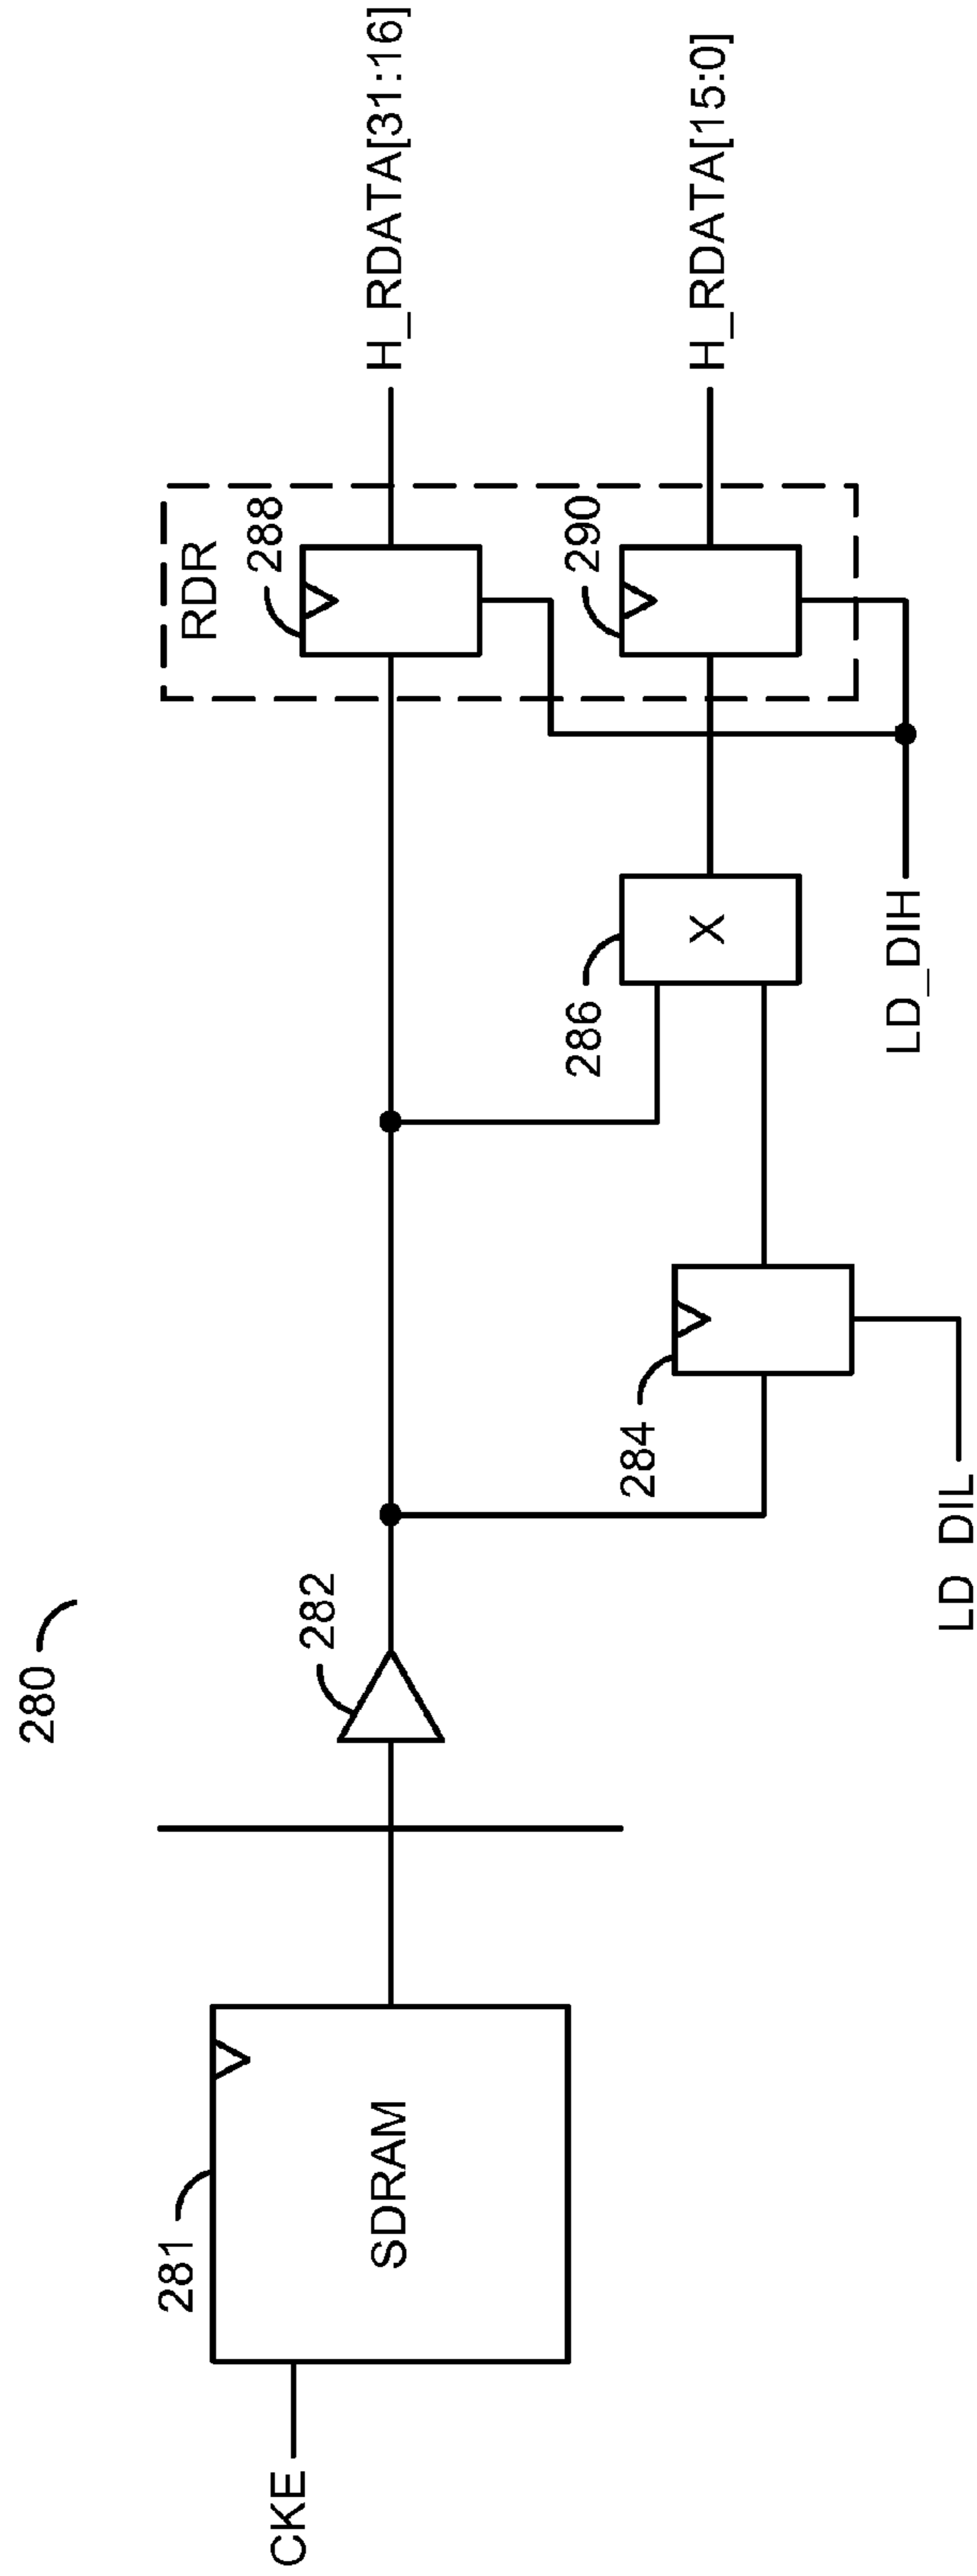 280
CKE
281
SDRAM
282
284
LD_DIL
286
X
LD_DIH
RDR
288
290
H_RDATA[31:16]
H_RDATA[15:0]